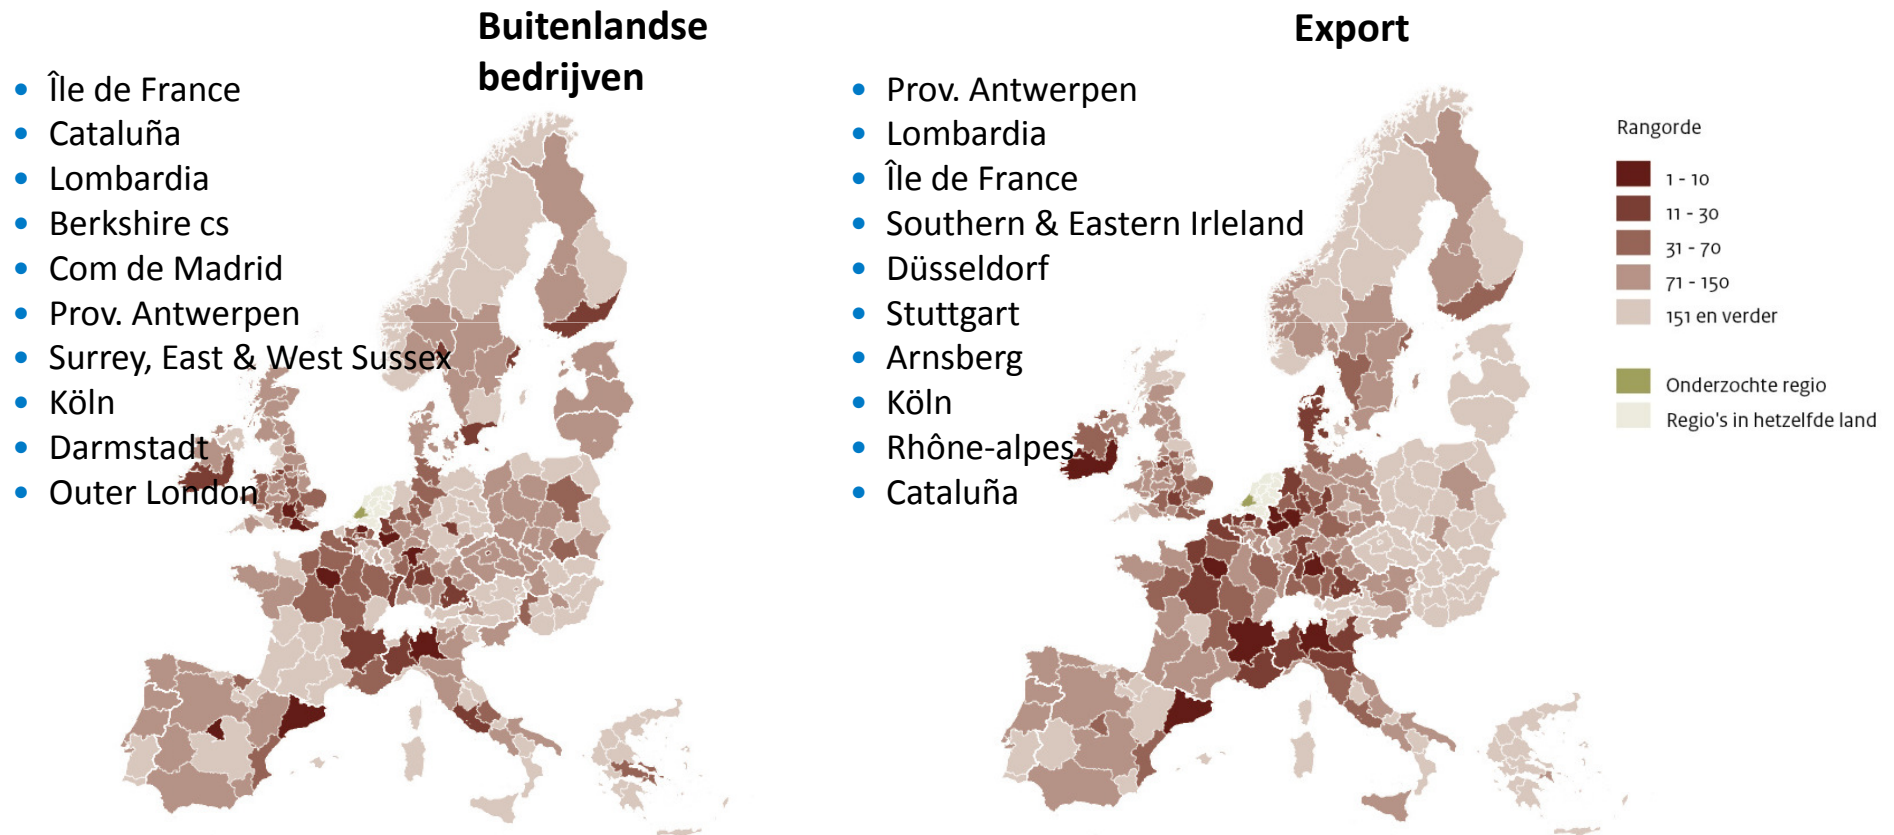 Buitenlandse
bedrijven
• Île de France
• Cataluña
• Lombardia
• Berkshire cs
• Com de Madrid
• Prov. Antwerpen
• Surrey, East & West Sussex
• Köln
• Darmstadt
• Outer London
Export
• Prov. Antwerpen
• Lombardia
• Île de France
• Southern & Eastern Irleland
• Düsseldorf
• Stuttgart
• Arnsberg
• Köln
• Rhône-alpes
• Cataluña
Rangorde
1 - 10
11 - 30
31 - 70
71 - 150
151 en verder
Onderzochte regio
Regio's in hetzelfde land